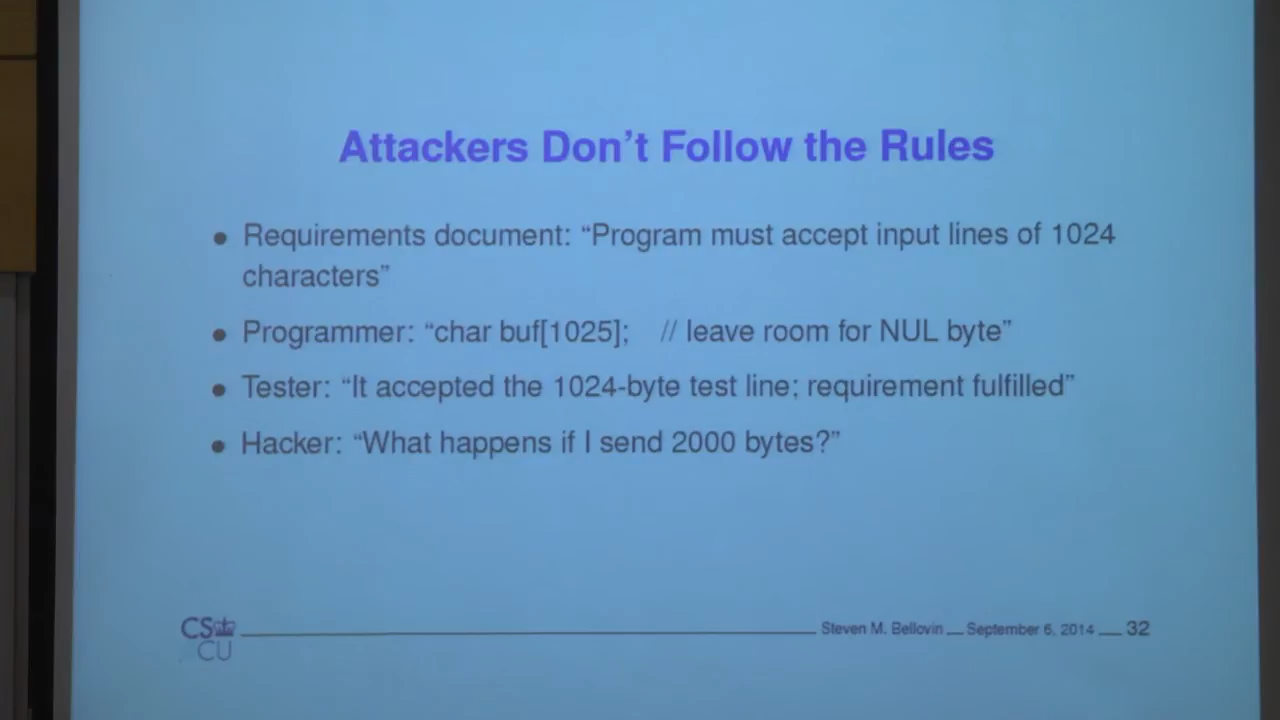 Attackers Don't Follow the Rules
• Requirements document: “Program must accept input lines of 1024
characters”
• Programmer: “char buf[1025]; // leave room for NUL byte”
• Tester: “It accepted the 1024-byte test line; requirement fulfilled”
• Hacker: “What happens if I send 2000 bytes?”
CS
CU
Steven M. Bellovin __ September 6, 2014 __ 32